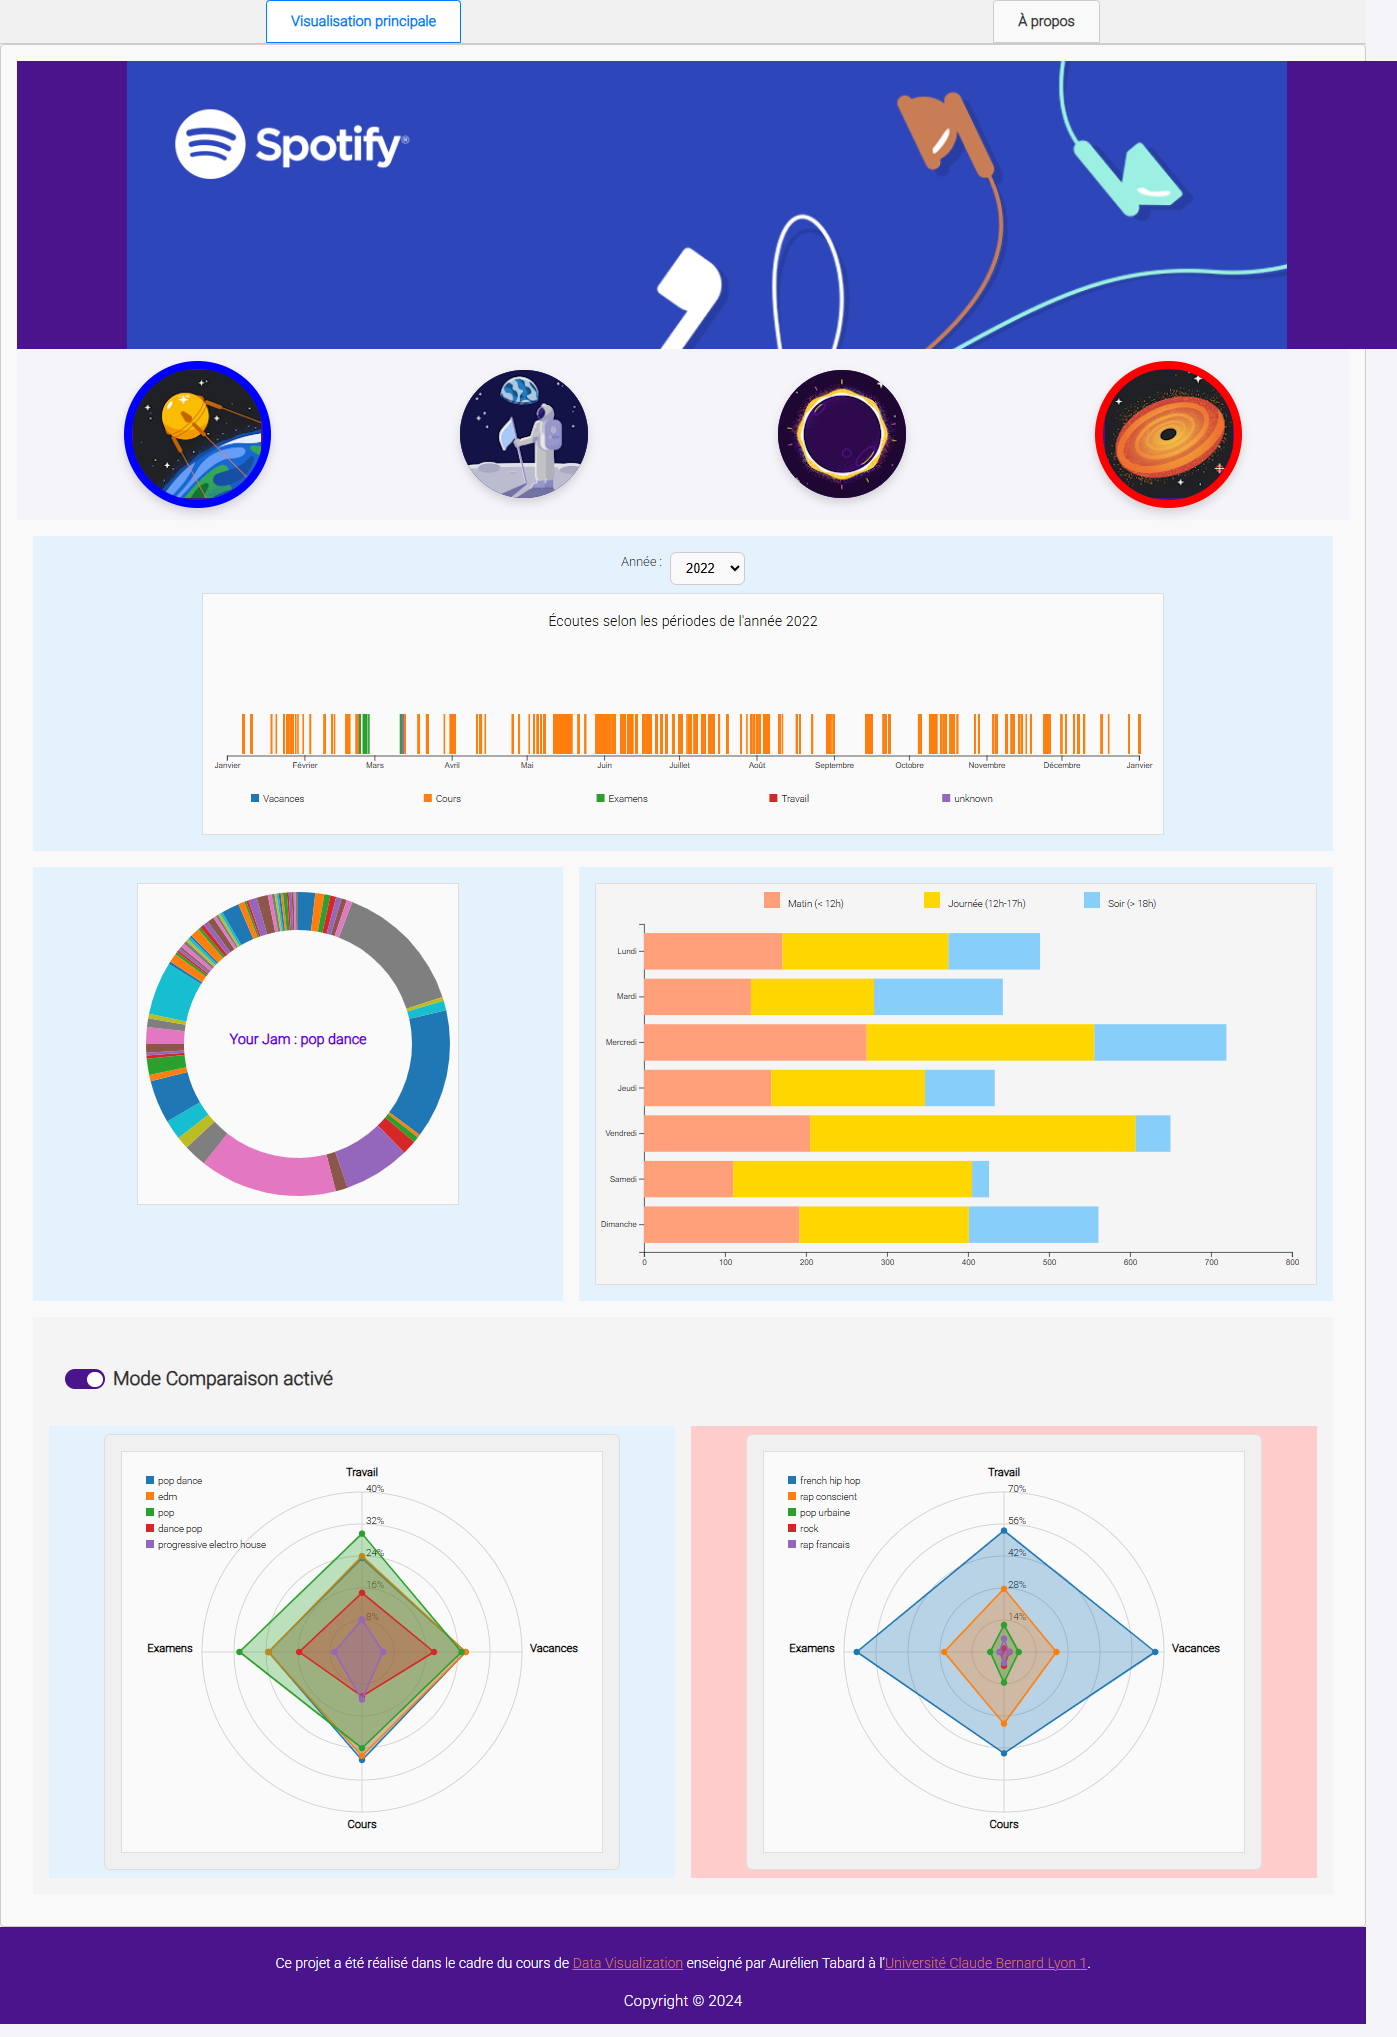 Visualisation principale
À propos
Spotify®
Année :
2022
Écoutes selon les périodes de l'année 2022
Janvier Février Mars Avril Mai Juin Juillet Août Septembre Octobre Novembre Décembre Janvier
Vacances Cours Examens Travail unknown
Your Jam : pop dance
Matin (< 12h) Journée (12h-17h) Soir (> 18h)
Lundi
Mardi
Mercredi
Jeudi
Vendredi
Samedi
Dimanche
0 100 200 300 400 500 600 700 800
Mode Comparaison activé
pop dance
edm
pop
dance pop
progressive electro house
Travail
40%
32%
24%
16%
8%
Examens
Vacances
Cours
french hip hop
rap conscient
pop urbaine
rock
rap francais
Travail
70%
56%
42%
28%
14%
Examens
Vacances
Cours
Ce projet a été réalisé dans le cadre du cours de Data Visualization enseigné par Aurélien Tabard à l'Université Claude Bernard Lyon 1.
Copyright © 2024